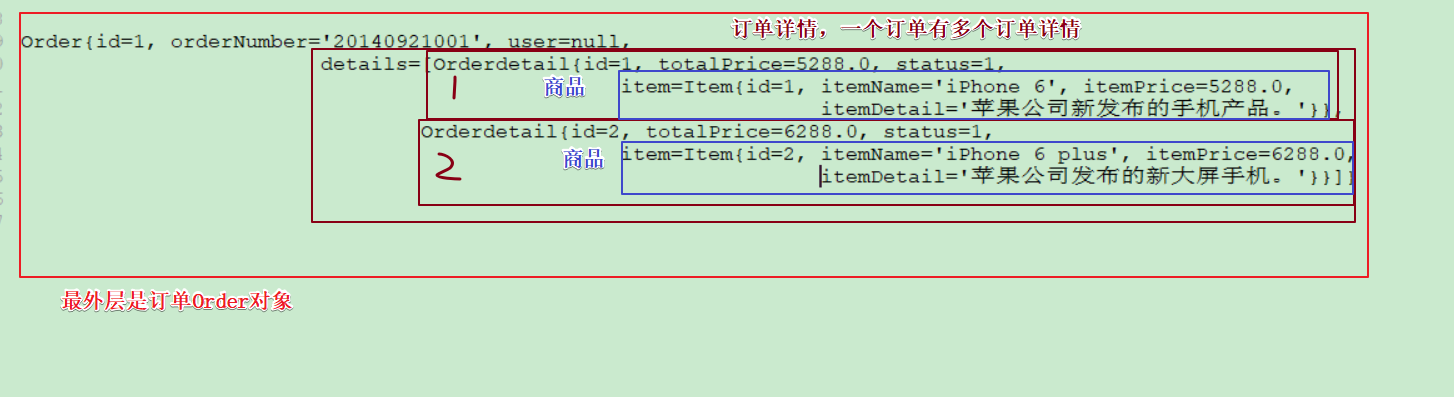 订单详情，一个订单有多个订单详情
Order{id=1, orderNumber='20140921001', user=null,
details=[Orderdetail{id=1, totalPrice=5288.0, status=1,
1
商品
item=Item{id=1, itemName='iPhone 6', itemPrice=5288.0,
itemDetail='苹果公司新发布的手机产品。'}},
Orderdetail{id=2, totalPrice=6288.0, status=1,
2
商品
item=Item{id=2, itemName='iPhone 6 plus', itemPrice=6288.0,
itemDetail='苹果公司发布的新大屏手机。'}}]}
最外层是订单Order对象